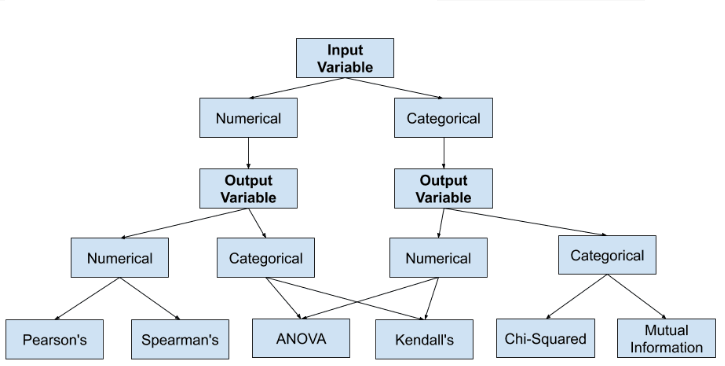 Input
Variable
Numerical
Categorical
Output
Variable
Output
Variable
Numerical
Categorical
Numerical
Categorical
Pearson's
Spearman's
ANOVA
Kendall's
Chi-Squared
Mutual
Information